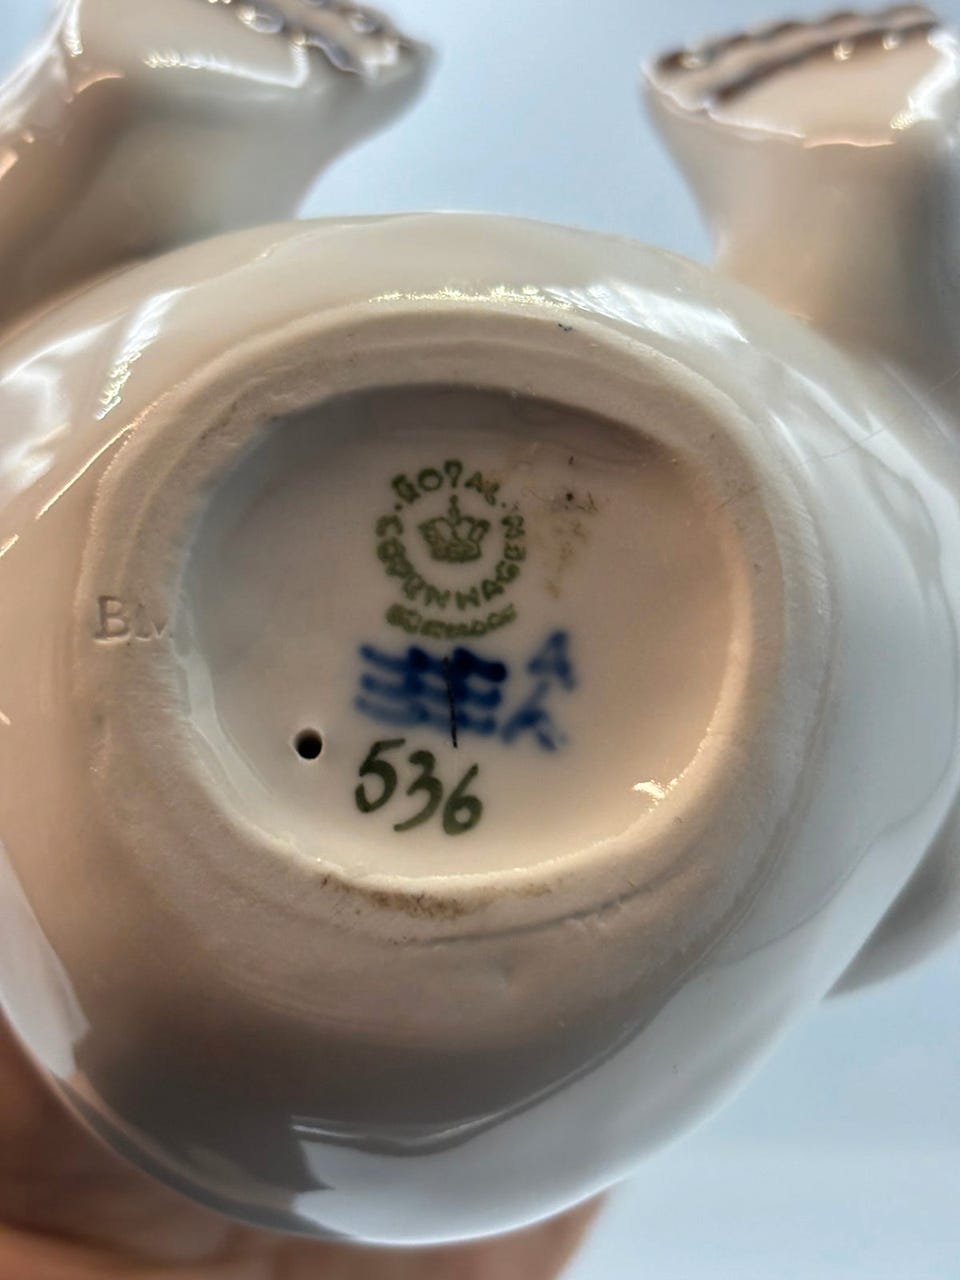 ROYAL
COPENHAGEN
DENMARK
BM
536